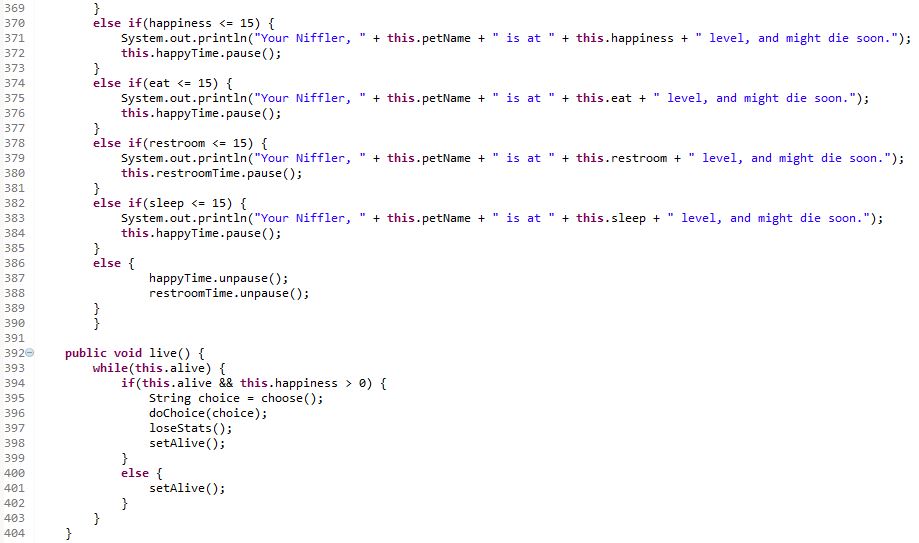 369         }
370         else if(happiness <= 15) {
371             System.out.println("Your Niffler, " + this.petName + " is at " + this.happiness + " level, and might die soon.");
372             this.happyTime.pause();
373         }
374         else if(eat <= 15) {
375             System.out.println("Your Niffler, " + this.petName + " is at " + this.eat + " level, and might die soon.");
376             this.happyTime.pause();
377         }
378         else if(restroom <= 15) {
379             System.out.println("Your Niffler, " + this.petName + " is at " + this.restroom + " level, and might die soon.");
380             this.restroomTime.pause();
381         }
382         else if(sleep <= 15) {
383             System.out.println("Your Niffler, " + this.petName + " is at " + this.sleep + " level, and might die soon.");
384             this.happyTime.pause();
385         }
386         else {
387                 happyTime.unpause();
388                 restroomTime.unpause();
389         }
390         }
391
392     public void live() {
393         while(this.alive) {
394             if(this.alive && this.happiness > 0) {
395                 String choice = choose();
396                 doChoice(choice);
397                 loseStats();
398                 setAlive();
399             }
400             else {
401                 setAlive();
402             }
403         }
404     }